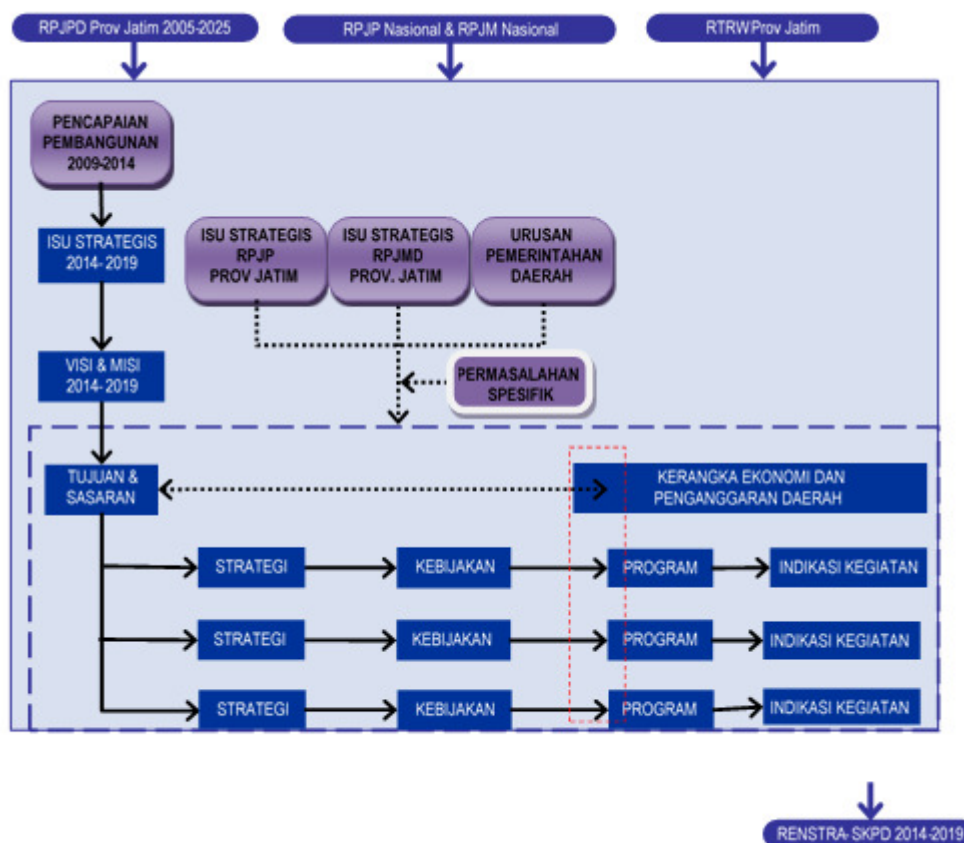 RPJPD Prov Jatim 2005-2025
RPJP Nasional & RPJM Nasional
RTRW Prov Jatim
PENCAPAIAN
PEMBANGUNAN
2009-2014
ISU STRATEGIS
2014- 2019
ISU STRATEGIS
RPJP
PROV JATIM
ISU STRATEGIS
RPJMD
PROV. JATIM
URUSAN
PEMERINTAHAN
DAERAH
VISI & MISI
2014- 2019
PERMASALAHAN
SPESIFIK
TUJUAN &
SASARAN
KERANGKA EKONOMI DAN
PENGANGGARAN DAERAH
STRATEGI
KEBIJAKAN
PROGRAM
INDIKASI KEGIATAN
STRATEGI
KEBIJAKAN
PROGRAM
INDIKASI KEGIATAN
STRATEGI
KEBIJAKAN
PROGRAM
INDIKASI KEGIATAN
RENSTRA- SKPD 2014-2019